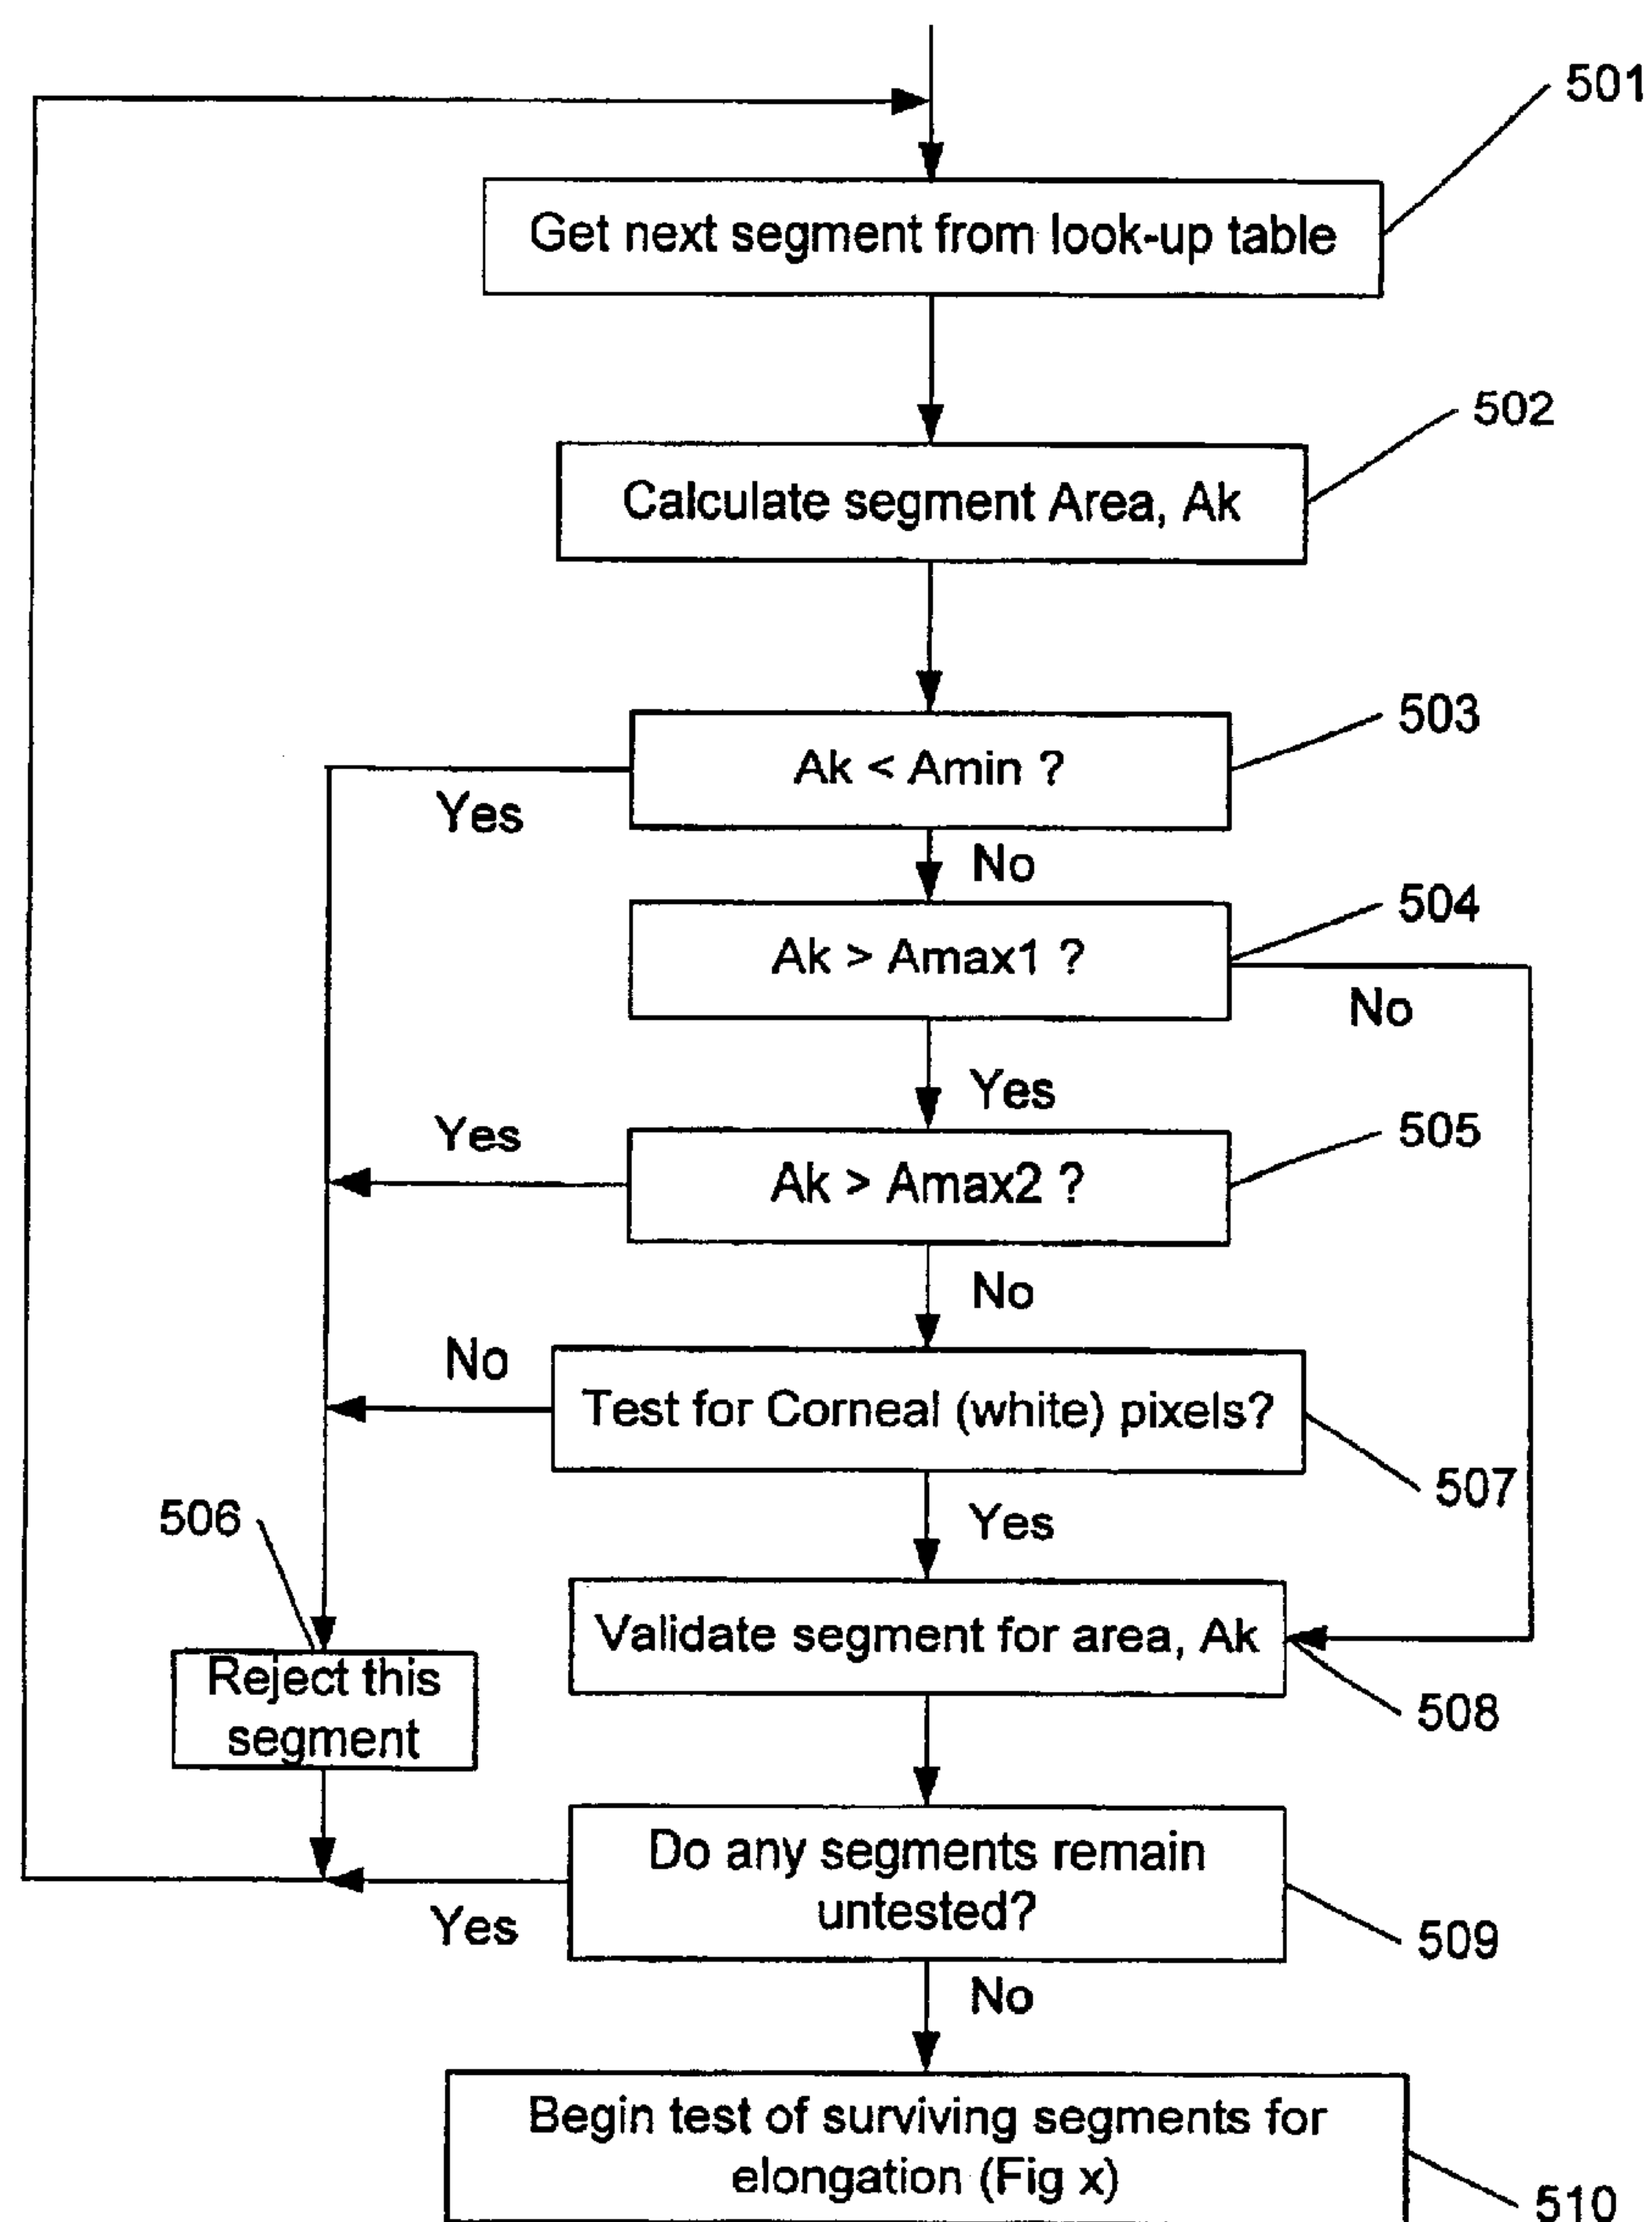 501
Get next segment from look-up table
502
Calculate segment Area, Ak
503
Ak < Amin ?
Yes
No
504
Ak > Amax1 ?
No
Yes
505
Yes
Ak > Amax2 ?
No
No
Test for Corneal (white) pixels?
507
Yes
506
Validate segment for area, Ak
Reject this
segment
508
Do any segments remain
untested?
Yes
509
No
Begin test of surviving segments for
elongation (Fig x)
510